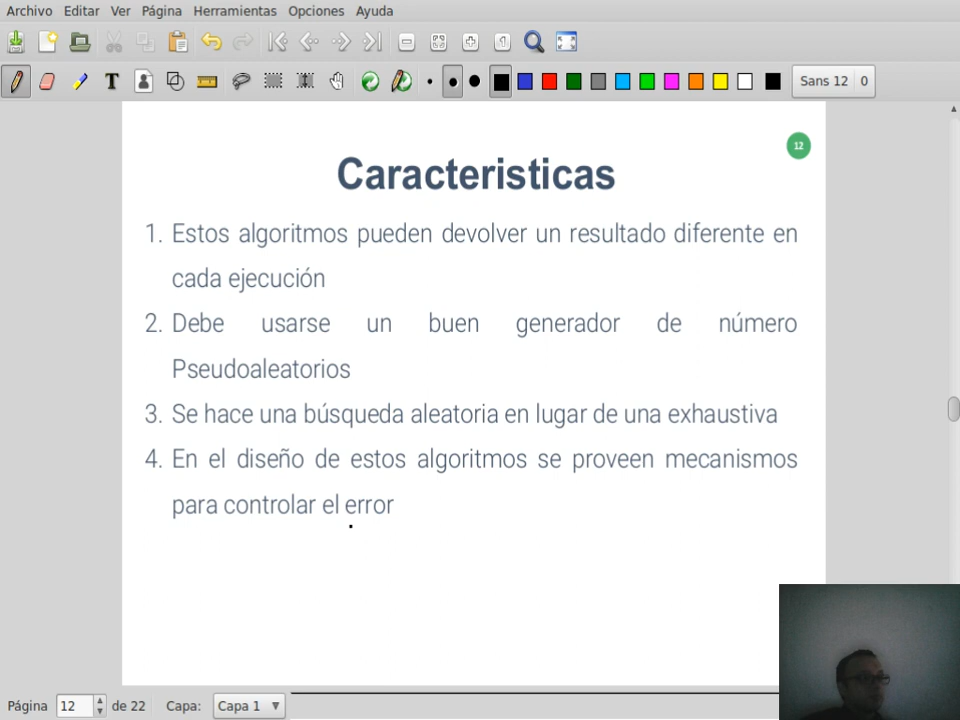 Archivo Editar Ver Página Herramientas Opciones Ayuda
T
Sans 12 0
12
Caracteristicas
1. Estos algoritmos pueden devolver un resultado diferente en
cada ejecución
2. Debe usarse un buen generador de número
Pseudoaleatorios
3. Se hace una búsqueda aleatoria en lugar de una exhaustiva
4. En el diseño de estos algoritmos se proveen mecanismos
para controlar el error
Página 12 de 22 Capa: Capa 1